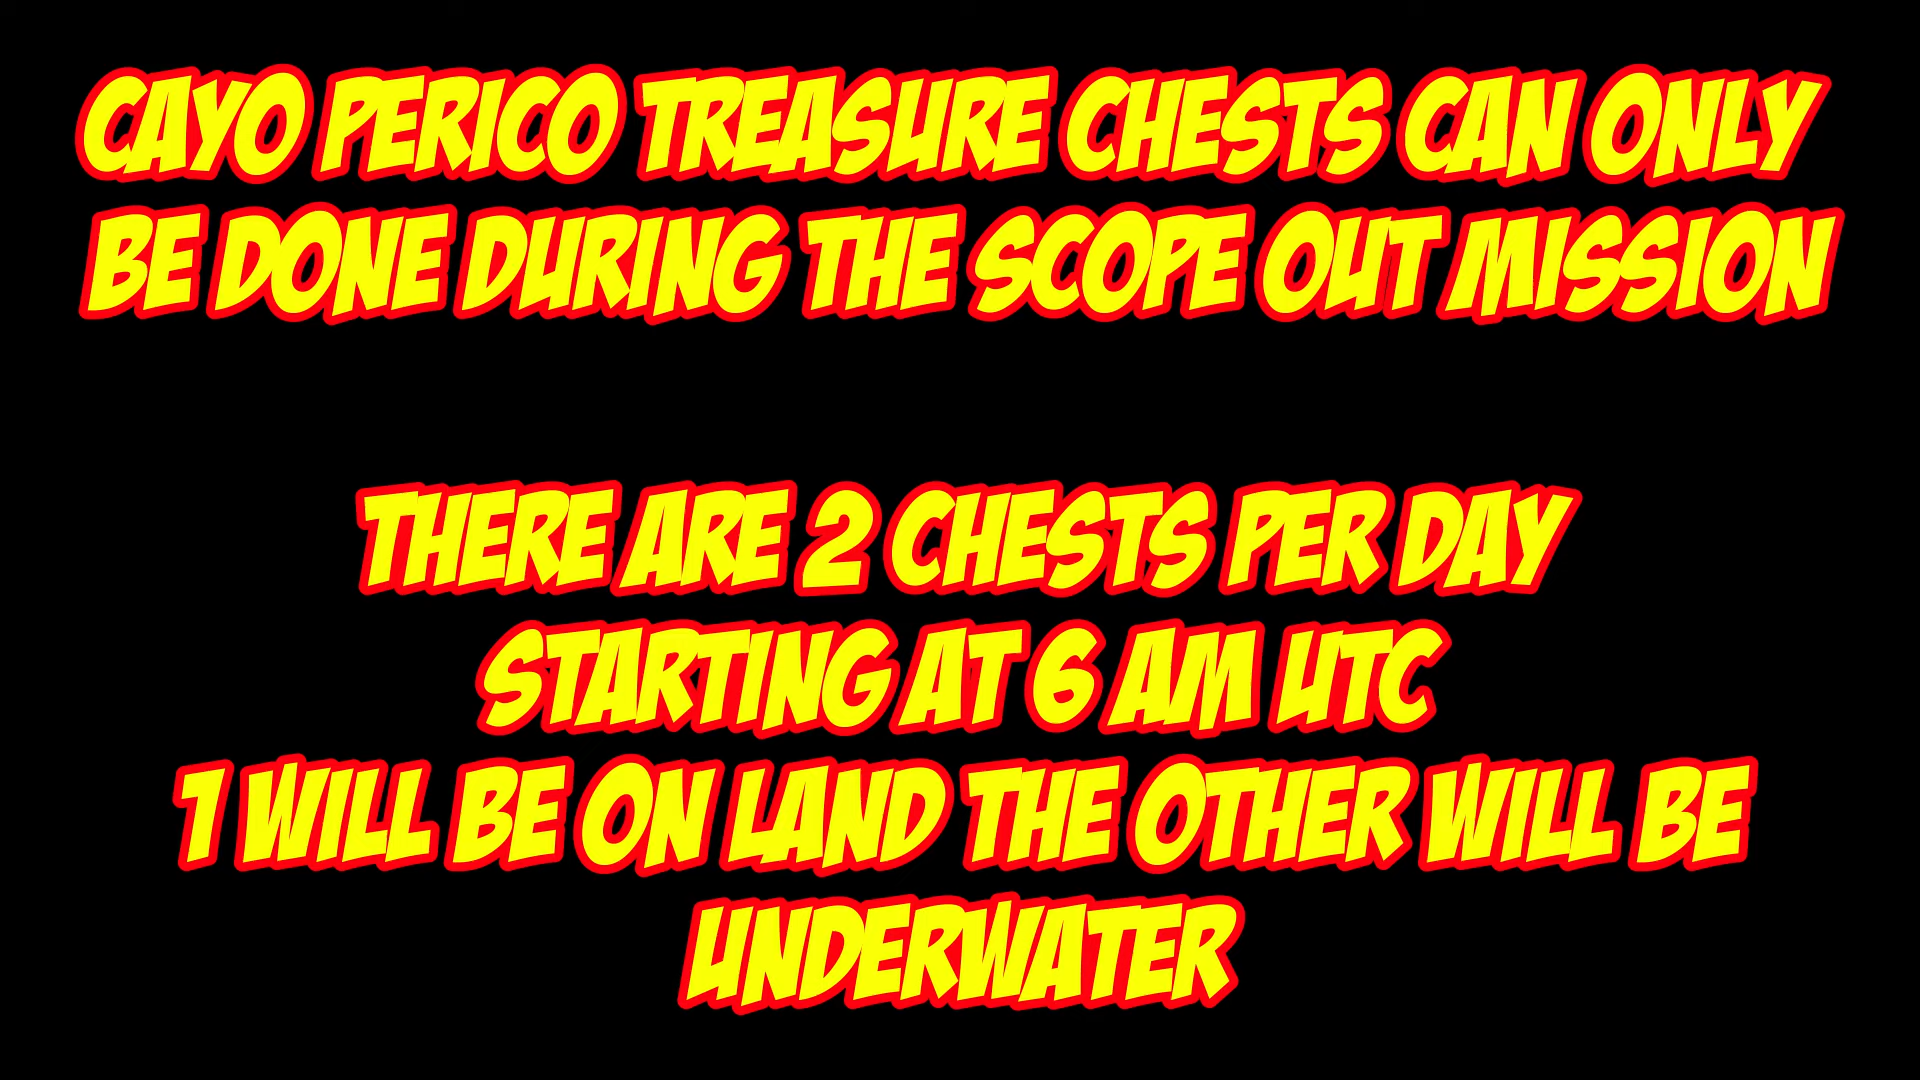 CAYO PERICO TREASURE CHESTS CAN ONLY
BE DONE DURING THE SCOPE OUT MISSION
THERE ARE 2 CHESTS PER DAY
STARTING AT 6 AM UTC
1 WILL BE ON LAND THE OTHER WILL BE
UNDERWATER